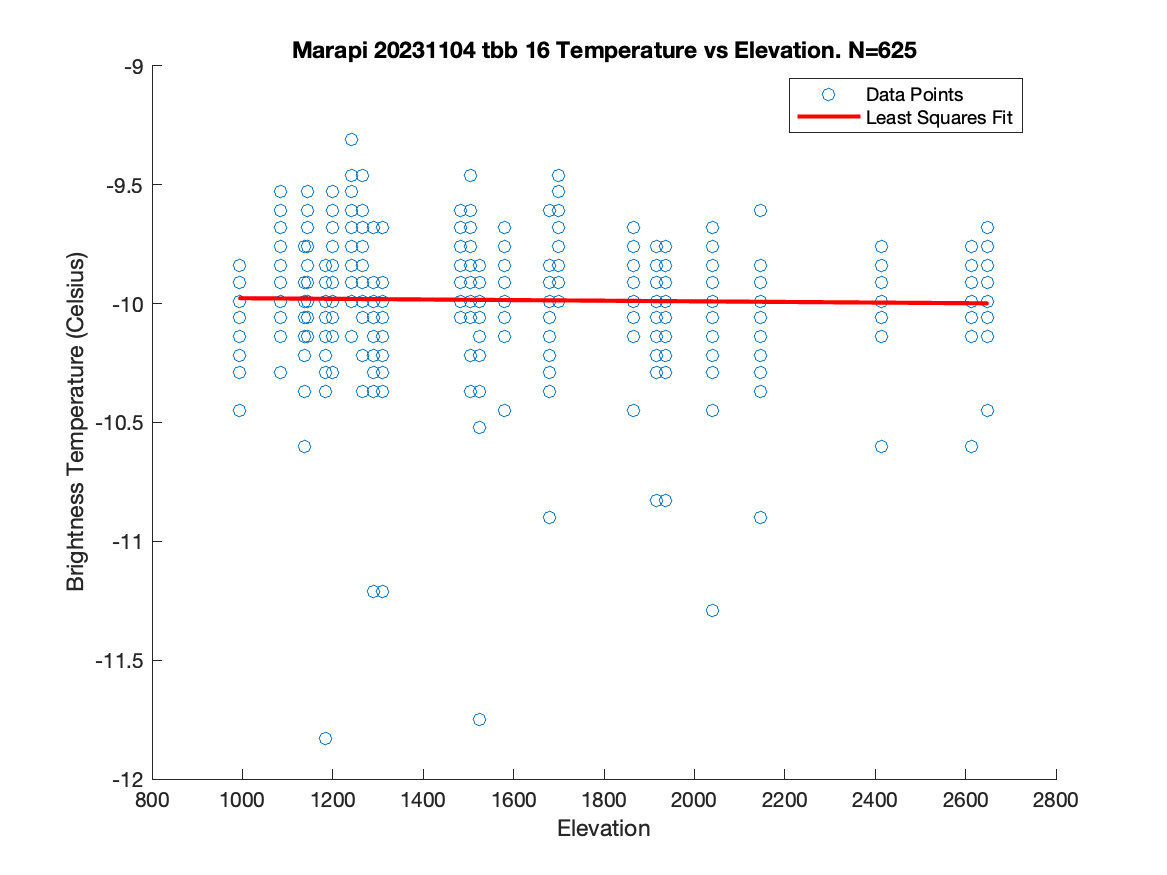 Marapi 20231104 tbb 16 Temperature vs Elevation. N=625
Data Points
Least Squares Fit
Brightness Temperature (Celsius)
-9
-9.5
-10
-10.5
-11
-11.5
-12
800 1000 1200 1400 1600 1800 2000 2200 2400 2600 2800
Elevation